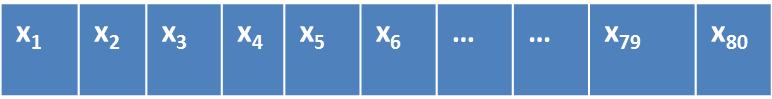 x₁ x₂ x₃ x₄ x₅ x₆ ... ... x₇₉ x₈₀